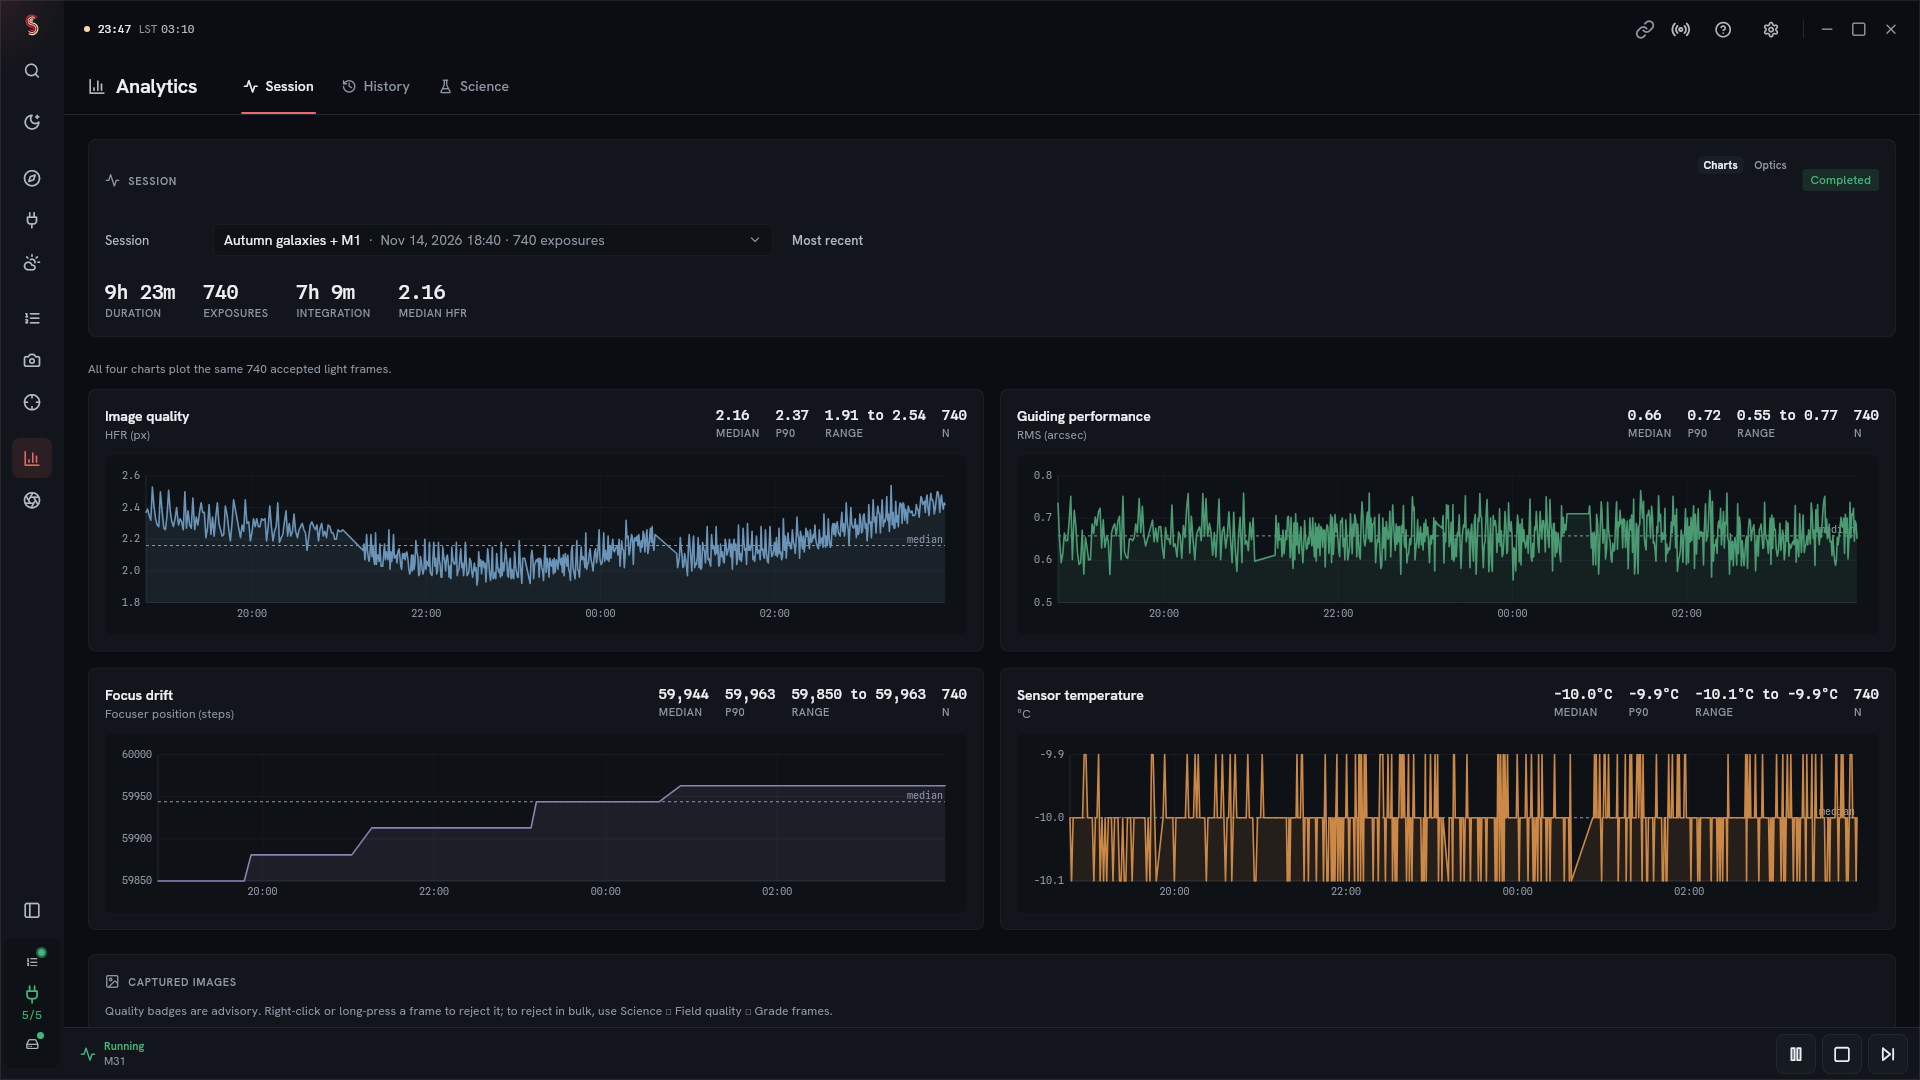 23:47 LST 03:10
Analytics
Session
History
Science
SESSION
Charts
Optics
Completed
Session
Autumn galaxies + M1 · Nov 14, 2026 18:40 · 740 exposures
Most recent
9h 23m
DURATION
740
EXPOSURES
7h 9m
INTEGRATION
2.16
MEDIAN HFR
All four charts plot the same 740 accepted light frames.
Image quality
HFR (px)
2.16
MEDIAN
2.37
P90
1.91 to 2.54
RANGE
740
N
2.6
2.4
2.2
2.0
1.8
median
20:00
22:00
00:00
02:00
Guiding performance
RMS (arcsec)
0.66
MEDIAN
0.72
P90
0.55 to 0.77
RANGE
740
N
0.8
0.7
0.6
0.5
median
20:00
22:00
00:00
02:00
Focus drift
Focuser position (steps)
59,944
MEDIAN
59,963
P90
59,850 to 59,963
RANGE
740
N
60000
59950
59900
59850
median
20:00
22:00
00:00
02:00
Sensor temperature
°C
-10.0°C
MEDIAN
-9.9°C
P90
-10.1°C to -9.9°C
RANGE
740
N
-9.9
-10.0
-10.1
median
20:00
22:00
00:00
02:00
CAPTURED IMAGES
Quality badges are advisory. Right-click or long-press a frame to reject it; to reject in bulk, use Science ▯ Field quality ▯ Grade frames.
5/5
Running
M31